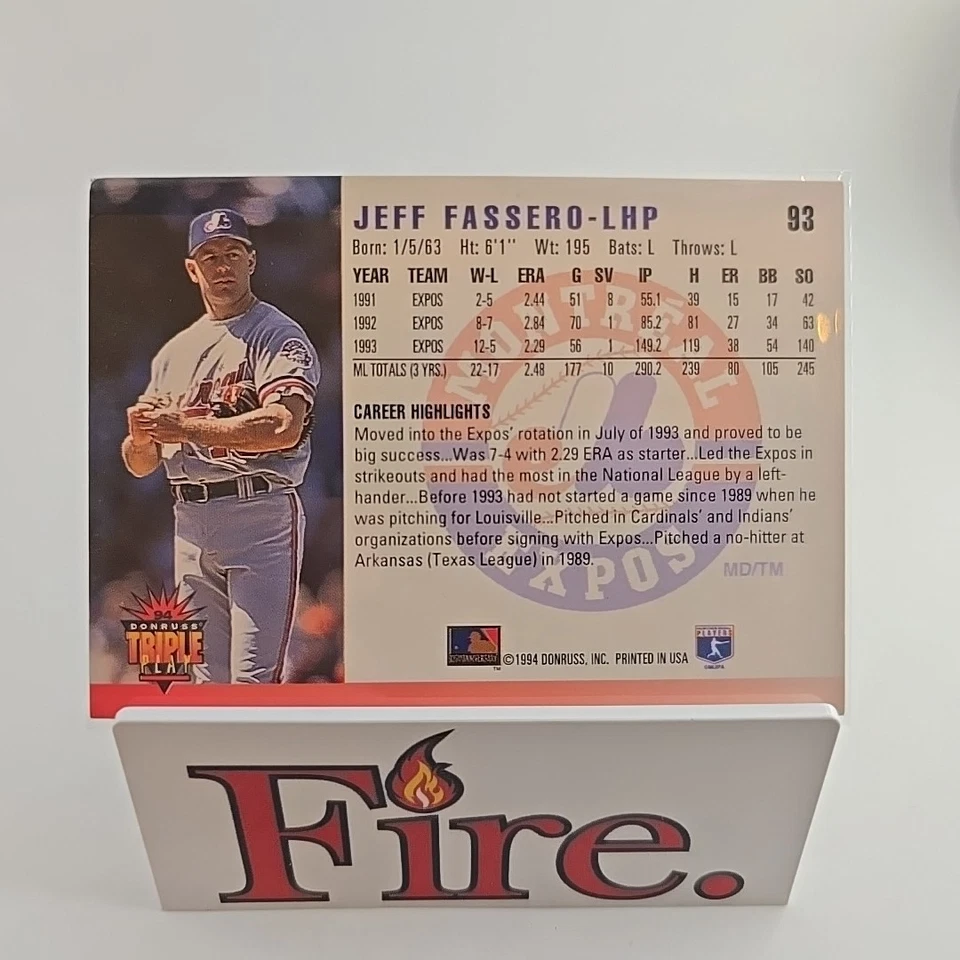 JEFF FASSERO-LHP 93
Born: 1/5/63 Ht: 6'1" Wt: 195 Bats: L Throws: L
YEAR TEAM W-L ERA G SV IP H ER BB SO
1991 EXPOS 2-5 2.44 51 8 55.1 39 15 17 42
1992 EXPOS 8-7 2.84 70 1 85.2 81 27 34 63
1993 EXPOS 12-5 2.29 56 1 149.2 119 38 54 140
ML TOTALS (3 YRS.) 22-17 2.48 177 10 290.2 239 80 105 245
CAREER HIGHLIGHTS
Moved into the Expos' rotation in July of 1993 and proved to be
big success...Was 7-4 with 2.29 ERA as starter...Led the Expos in
strikeouts and had the most in the National League by a left-
hander...Before 1993 had not started a game since 1989 when he
was pitching for Louisville...Pitched in Cardinals' and Indians'
organizations before signing with Expos...Pitched a no-hitter at
Arkansas (Texas League) in 1989.
MONTREAL
EXPOS
MD/TM
94
DONRUSS
TRIPLE
PLAY
TM
©1994 DONRUSS, INC. PRINTED IN USA
PLAYERS
Fire.